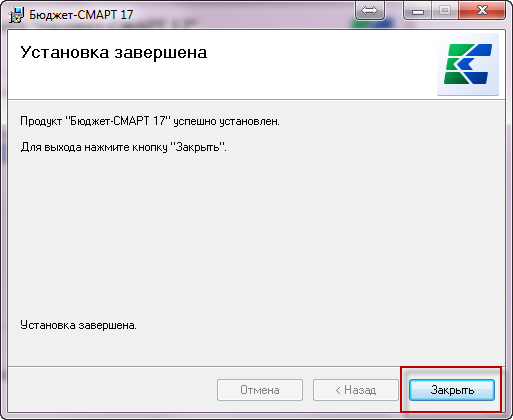 Бюджет-СМАРТ 17
Установка завершена
Продукт "Бюджет-СМАРТ 17" успешно установлен.
Для выхода нажмите кнопку "Закрыть".
Установка завершена.
Отмена
< Назад
Закрыть